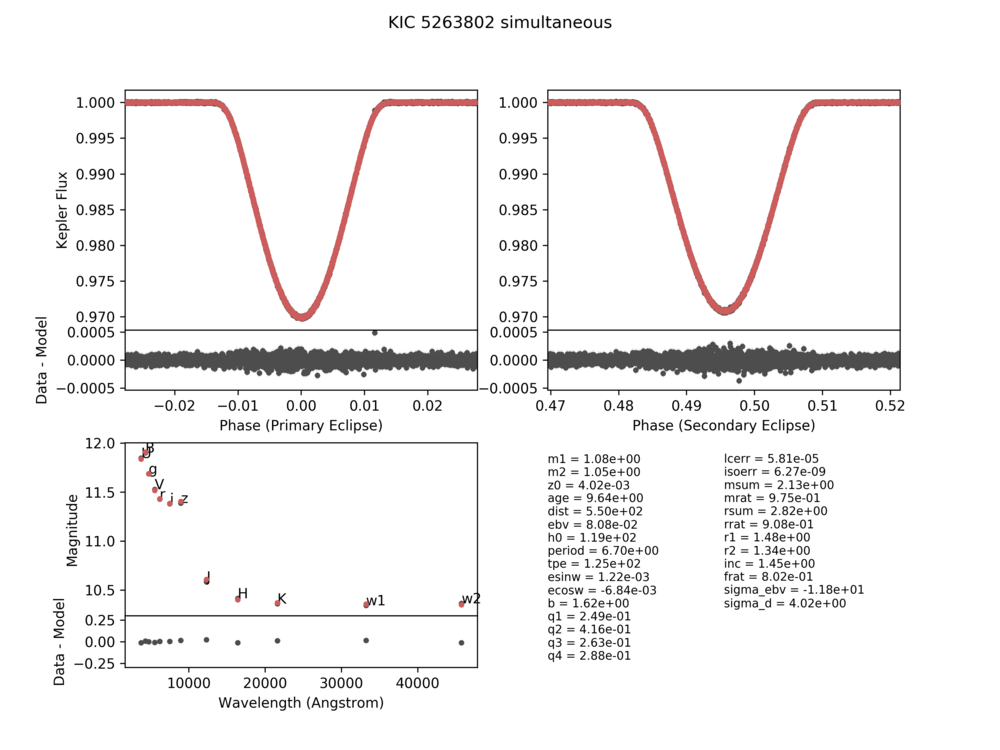 KIC 5263802 simultaneous
1.000
0.995
0.990
0.985
0.980
0.975
0.970
Kepler Flux
0.0005
0.0000
−0.0005
Data - Model
−0.02
−0.01
0.00
0.01
0.02
Phase (Primary Eclipse)
1.000
0.995
0.990
0.985
0.980
0.975
0.970
0.0005
0.0000
−0.0005
0.47
0.48
0.49
0.50
0.51
0.52
Phase (Secondary Eclipse)
12.0
11.5
11.0
10.5
Magnitude
U
B
g
V
r
i
z
J
H
K
w1
w2
0.25
0.00
−0.25
Data - Model
10000
20000
30000
40000
Wavelength (Angstrom)
m1 = 1.08e+00
m2 = 1.05e+00
z0 = 4.02e-03
age = 9.64e+00
dist = 5.50e+02
ebv = 8.08e-02
h0 = 1.19e+02
period = 6.70e+00
tpe = 1.25e+02
esinw = 1.22e-03
ecosw = -6.84e-03
b = 1.62e+00
q1 = 2.49e-01
q2 = 4.16e-01
q3 = 2.63e-01
q4 = 2.88e-01
lcerr = 5.81e-05
isoerr = 6.27e-09
msum = 2.13e+00
mrat = 9.75e-01
rsum = 2.82e+00
rrat = 9.08e-01
r1 = 1.48e+00
r2 = 1.34e+00
inc = 1.45e+00
frat = 8.02e-01
sigma_ebv = -1.18e+01
sigma_d = 4.02e+00